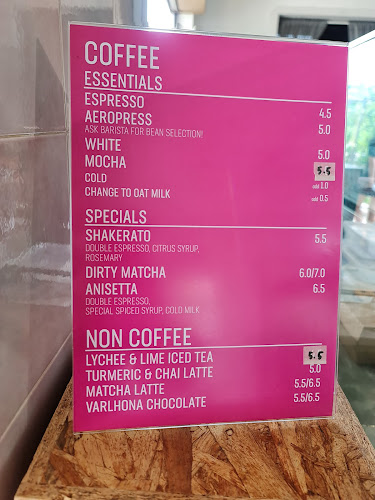 COFFEE
ESSENTIALS
ESPRESSO 4.5
AEROPRESS 5.0
ASK BARISTA FOR BEAN SELECTION!
WHITE 5.0
MOCHA 5.5
COLD add 1.0
CHANGE TO OAT MILK add 0.5
SPECIALS
SHAKERATO 5.5
DOUBLE ESPRESSO, CITRUS SYRUP,
ROSEMARY
DIRTY MATCHA 6.0/7.0
ANISETTA 6.5
DOUBLE ESPRESSO,
SPECIAL SPICED SYRUP, COLD MILK
NON COFFEE
LYCHEE & LIME ICED TEA 5.5
TURMERIC & CHAI LATTE 5.0
MATCHA LATTE 5.5/6.5
VARLHONA CHOCOLATE 5.5/6.5